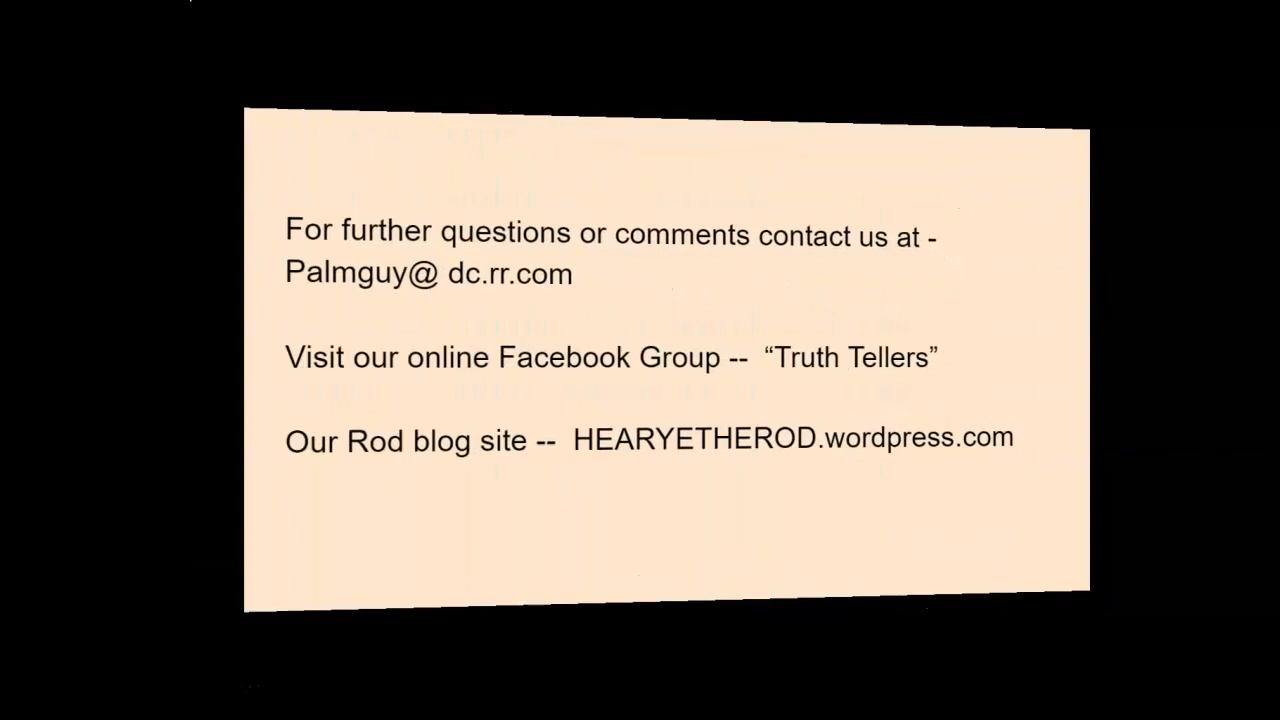 For further questions or comments contact us at -
Palmguy@ dc.rr.com
Visit our online Facebook Group -- “Truth Tellers”
Our Rod blog site -- HEARYETHEROD.wordpress.com